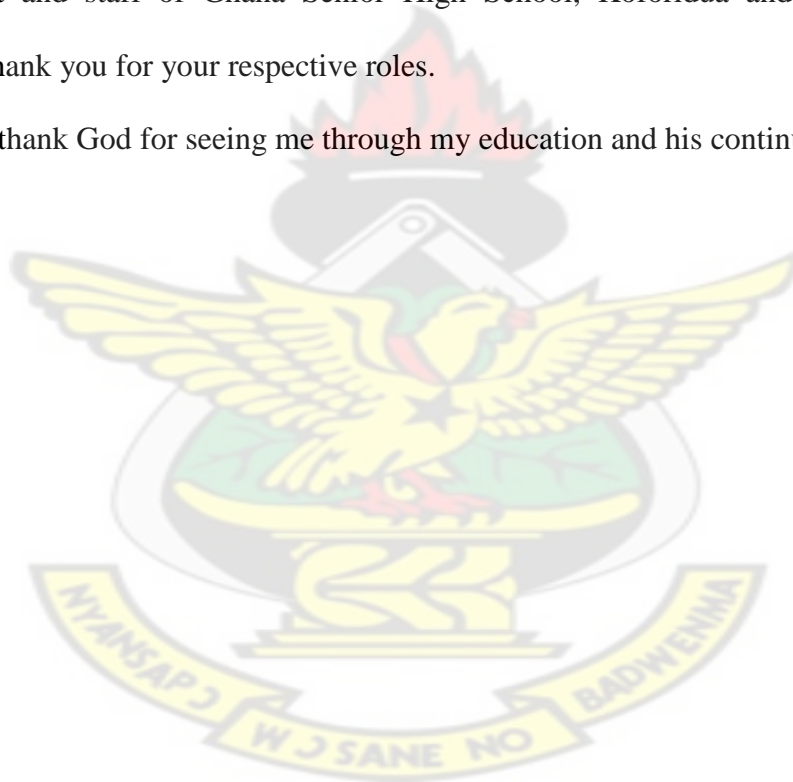 and staff of Ghana Senior High School, Koforidua and
hank you for your respective roles.
thank God for seeing me through my education and his contin
NYANSAPƆ
WƆSANE NO
BADWENMA